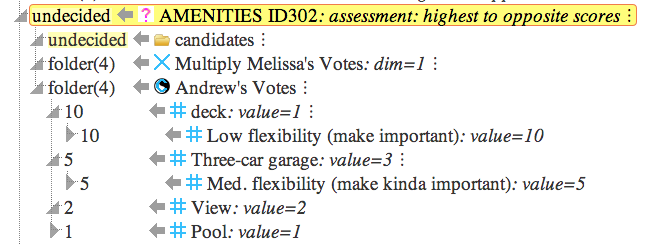 undecided ? AMENITIES ID302: assessment: highest to opposite scores
undecided candidates
folder(4) Multiply Melissa's Votes: dim=1
folder(4) Andrew's Votes
10 deck: value=1
10 # Low flexibility (make important): value=10
5 # Three-car garage: value=3
5 # Med. flexibility (make kinda important): value=5
2 # View: value=2
1 # Pool: value=1